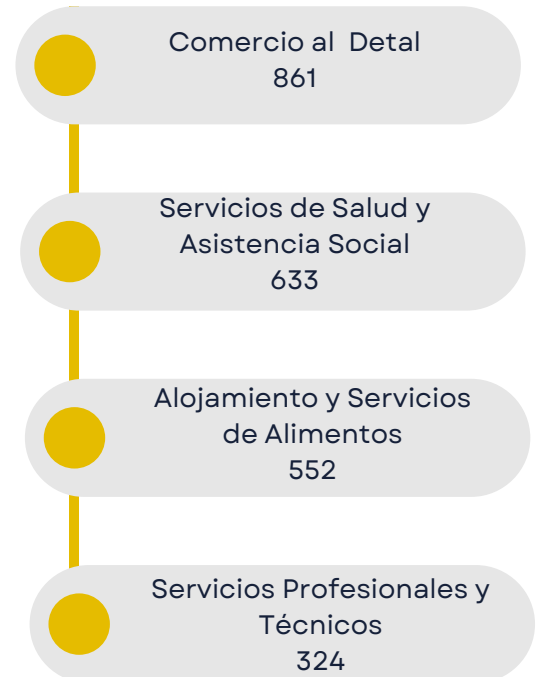 Comercio al Detal
861
Servicios de Salud y
Asistencia Social
633
Alojamiento y Servicios
de Alimentos
552
Servicios Profesionales y
Técnicos
324